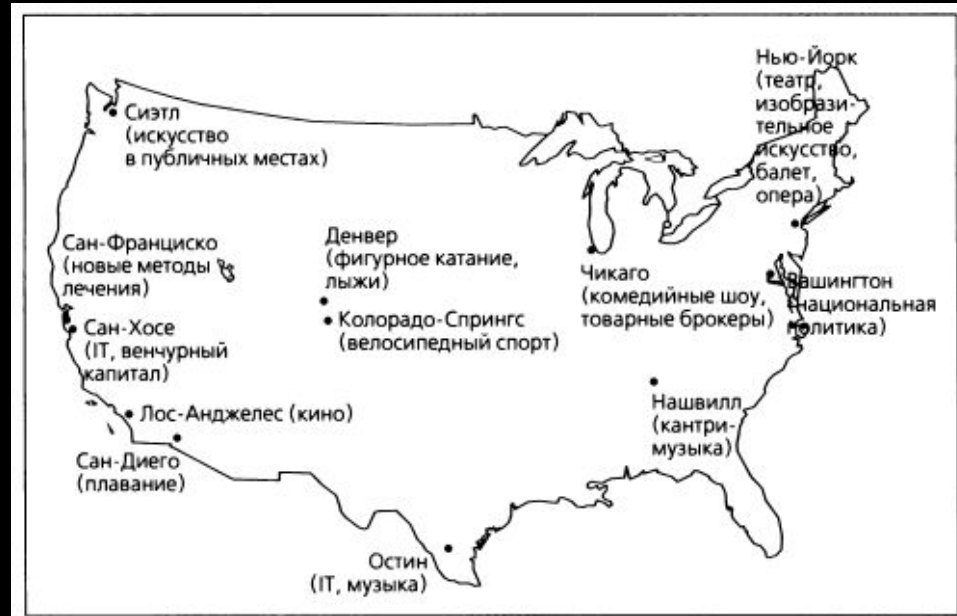 Нью-Йорк
(театр,
изобрази-
тельное
искусство,
балет,
опера)
Сиэтл
(искусство
в публичных местах)
Сан-Франциско
(новые методы
лечения)
Денвер
(фигурное катание,
лыжи)
Чикаго
(комедийные шоу,
товарные брокеры)
Вашингтон
(национальная
политика)
Сан-Хосе
(IT, венчурный
капитал)
Колорадо-Спрингс
(велосипедный спорт)
Нашвилл
(кантри-
музыка)
Лос-Анджелес (кино)
Сан-Диего
(плавание)
Остин
(IT, музыка)